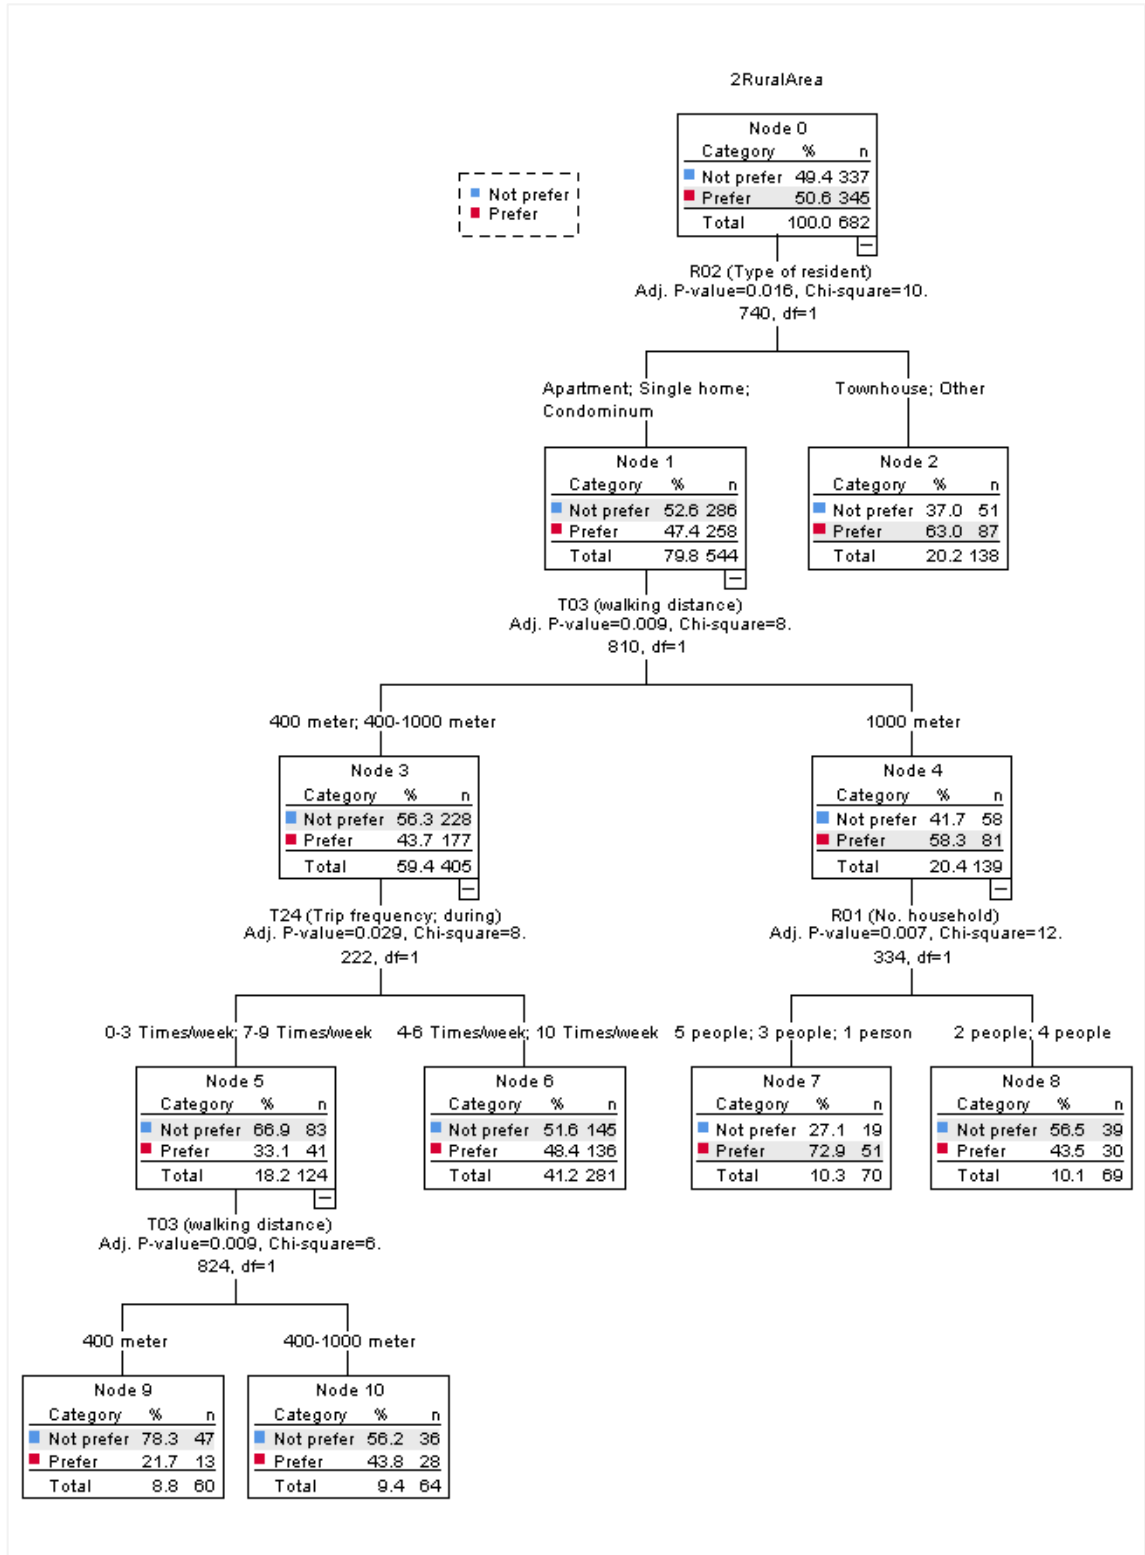 2RuralArea
Not prefer
Prefer
Node 0
Category % n
Not prefer 49.4 337
Prefer 50.6 345
Total 100.0 682
R02 (Type of resident)
Adj. P-value=0.016, Chi-square=10.
740, df=1
Apartment; Single home;
Condominum
Townhouse; Other
Node 1
Category % n
Not prefer 52.6 286
Prefer 47.4 258
Total 79.8 544
Node 2
Category % n
Not prefer 37.0 51
Prefer 63.0 87
Total 20.2 138
T03 (walking distance)
Adj. P-value=0.009, Chi-square=8.
810, df=1
400 meter; 400-1000 meter
1000 meter
Node 3
Category % n
Not prefer 56.3 228
Prefer 43.7 177
Total 59.4 405
Node 4
Category % n
Not prefer 41.7 58
Prefer 58.3 81
Total 20.4 139
T24 (Trip frequency; during)
Adj. P-value=0.029, Chi-square=8.
222, df=1
R01 (No. household)
Adj. P-value=0.007, Chi-square=12.
334, df=1
0-3 Times/week; 7-9 Times/week
4-6 Times/week; 10 Times/week
5 people; 3 people; 1 person
2 people; 4 people
Node 5
Category % n
Not prefer 66.9 83
Prefer 33.1 41
Total 18.2 124
Node 6
Category % n
Not prefer 51.6 145
Prefer 48.4 136
Total 41.2 281
Node 7
Category % n
Not prefer 27.1 19
Prefer 72.9 51
Total 10.3 70
Node 8
Category % n
Not prefer 56.5 39
Prefer 43.5 30
Total 10.1 69
T03 (walking distance)
Adj. P-value=0.009, Chi-square=6.
824, df=1
400 meter
400-1000 meter
Node 9
Category % n
Not prefer 78.3 47
Prefer 21.7 13
Total 8.8 60
Node 10
Category % n
Not prefer 56.2 36
Prefer 43.8 28
Total 9.4 64